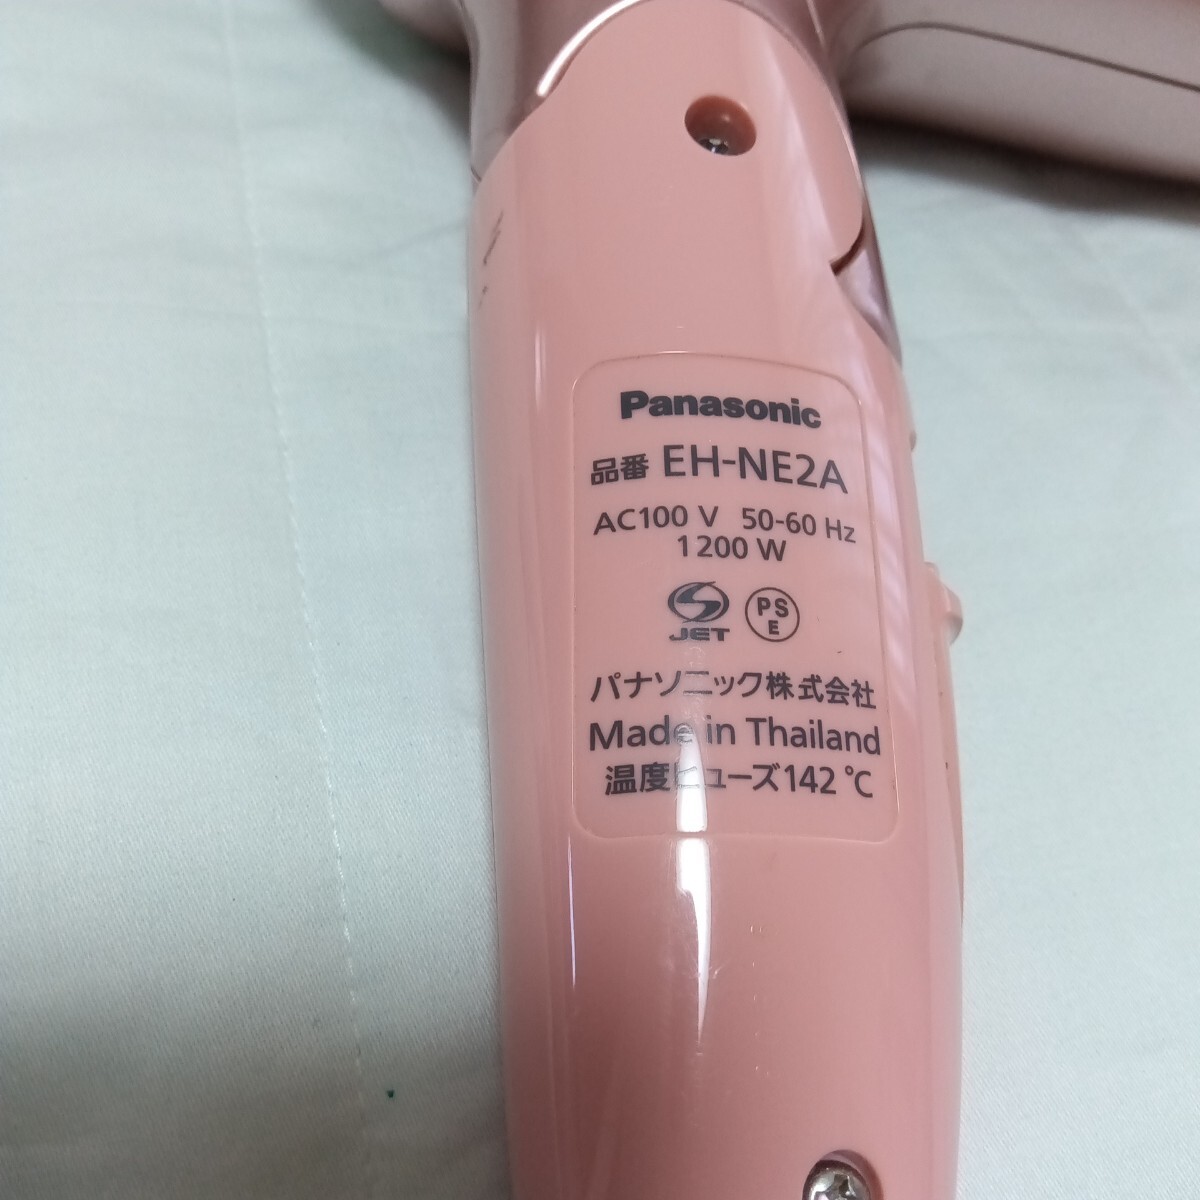 Panasonic
品番 EH-NE2A
AC100 V 50-60 Hz
1200 W
JET PS E
パナソニック株式会社
Made in Thailand
温度ヒューズ142 ℃